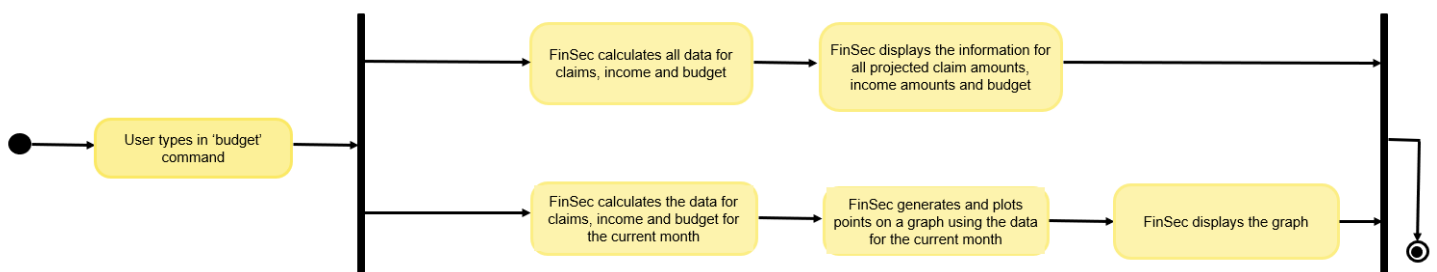 User types in ‘budget’
command
FinSec calculates all data for
claims, income and budget
FinSec displays the information for
all projected claim amounts,
income amounts and budget
FinSec calculates the data for
claims, income and budget for
the current month
FinSec generates and plots
points on a graph using the data
for the current month
FinSec displays the graph